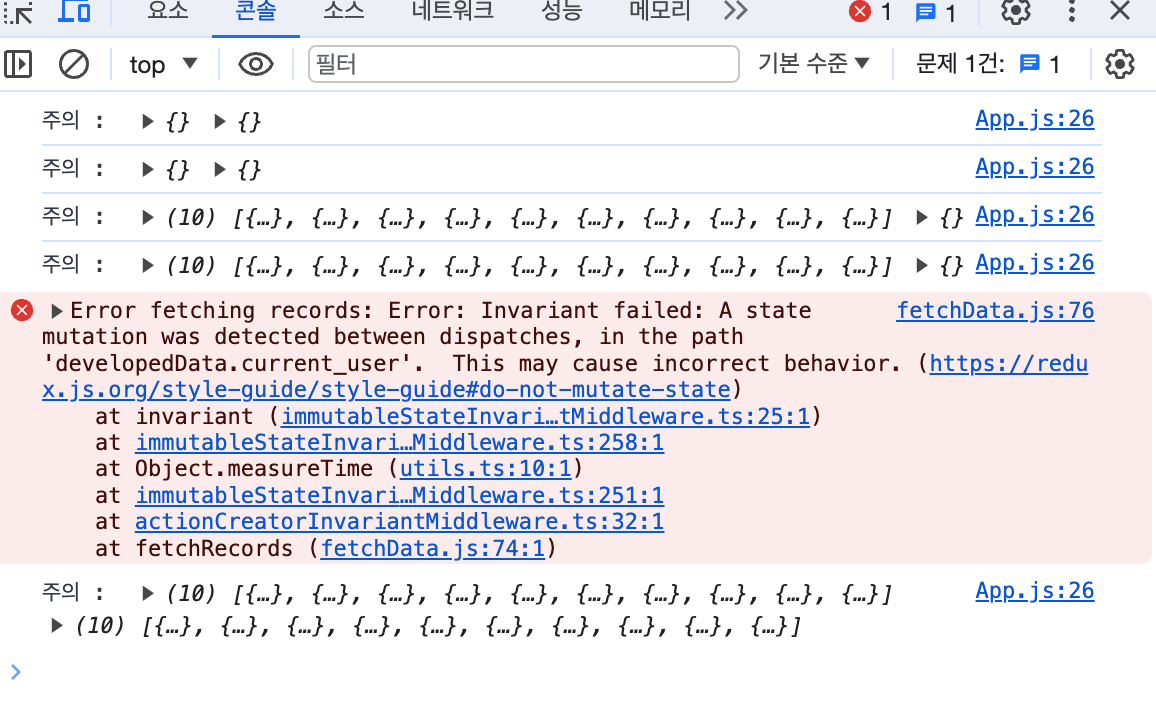 요소 콘솔 소스 네트워크 성능 메모리 1 1
top 필터 기본 수준 문제 1건: 1
주의 : ▶ {} ▶ {} App.js:26
주의 : ▶ {} ▶ {} App.js:26
주의 : ▶ (10) [{…}, {…}, {…}, {…}, {…}, {…}, {…}, {…}, {…}, {…}] ▶ {} App.js:26
주의 : ▶ (10) [{…}, {…}, {…}, {…}, {…}, {…}, {…}, {…}, {…}, {…}] ▶ {} App.js:26
▶ Error fetching records: Error: Invariant failed: A state fetchData.js:76
mutation was detected between dispatches, in the path
'developedData.current_user'.  This may cause incorrect behavior. (https://redu
x.js.org/style-guide/style-guide#do-not-mutate-state)
at invariant (immutableStateInvari…tMiddleware.ts:25:1)
at immutableStateInvari…Middleware.ts:258:1
at Object.measureTime (utils.ts:10:1)
at immutableStateInvari…Middleware.ts:251:1
at actionCreatorInvariantMiddleware.ts:32:1
at fetchRecords (fetchData.js:74:1)
주의 : ▶ (10) [{…}, {…}, {…}, {…}, {…}, {…}, {…}, {…}, {…}, {…}] App.js:26
▶ (10) [{…}, {…}, {…}, {…}, {…}, {…}, {…}, {…}, {…}, {…}]